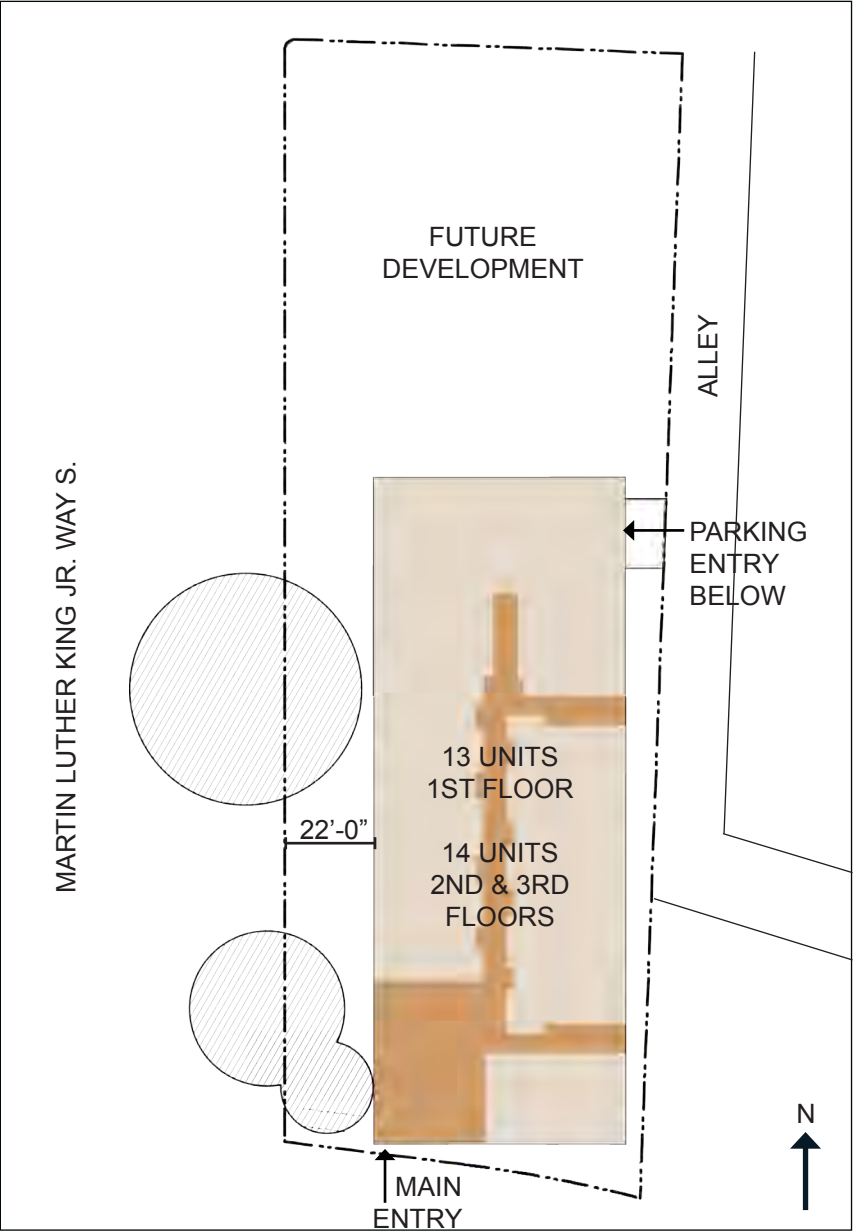 FUTURE
DEVELOPMENT
ALLEY
MARTIN LUTHER KING JR. WAY S.
PARKING
ENTRY
BELOW
13 UNITS
1ST FLOOR
22’-0”
14 UNITS
2ND & 3RD
FLOORS
N
MAIN
ENTRY